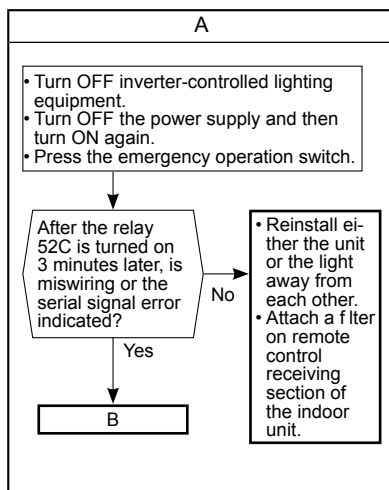 A
• Turn OFF inverter-controlled lighting
equipment.
• Turn OFF the power supply and then
turn ON again.
• Press the emergency operation switch.
After the relay
52C is turned on
3 minutes later, is
miswiring or the
serial signal error
indicated?
No
Yes
• Reinstall ei-
ther the unit
or the light
away from
each other.
• Attach a f lter
on remote
control
receiving
section of
the indoor
unit.
B